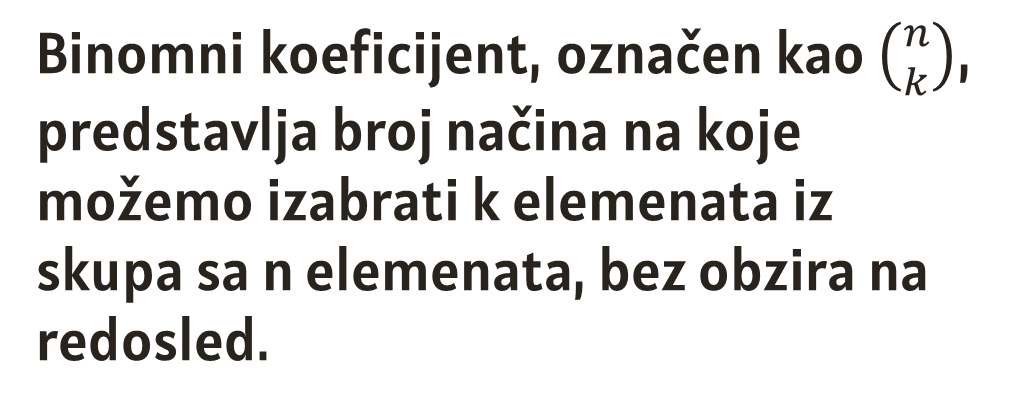 Binomni koeficijent, označen kao $\binom{n}{k}$,
predstavlja broj načina na koje
možemo izabrati k elemenata iz
skupa sa n elemenata, bez obzira na
redosled.